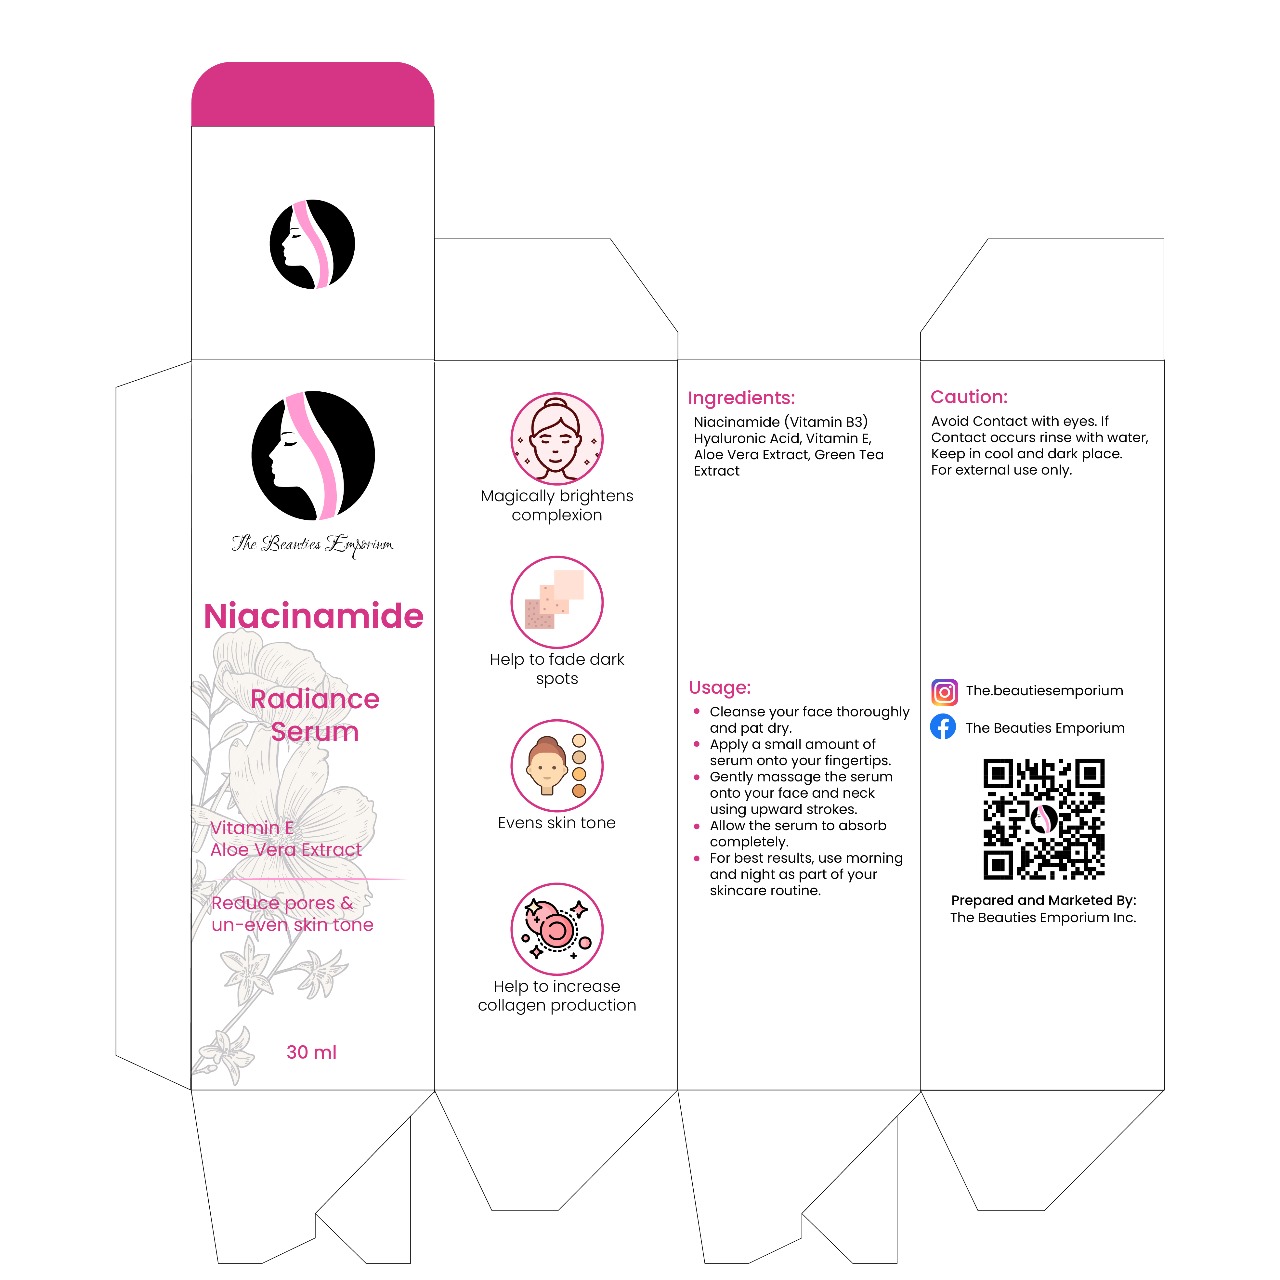 The Beauties Emporium
Niacinamide
Radiance
Serum
Vitamin E
Aloe Vera Extract
Reduce pores &
un-even skin tone
30 ml
Magically brightens
complexion
Help to fade dark
spots
Evens skin tone
Help to increase
collagen production
Ingredients:
Niacinamide (Vitamin B3)
Hyaluronic Acid, Vitamin E,
Aloe Vera Extract, Green Tea
Extract
Usage:
• Cleanse your face thoroughly
and pat dry.
• Apply a small amount of
serum onto your fingertips.
• Gently massage the serum
onto your face and neck
using upward strokes.
• Allow the serum to absorb
completely.
• For best results, use morning
and night as part of your
skincare routine.
Caution:
Avoid Contact with eyes. If
Contact occurs rinse with water,
Keep in cool and dark place.
For external use only.
The.beautiesemporium
The Beauties Emporium
Prepared and Marketed By:
The Beauties Emporium Inc.